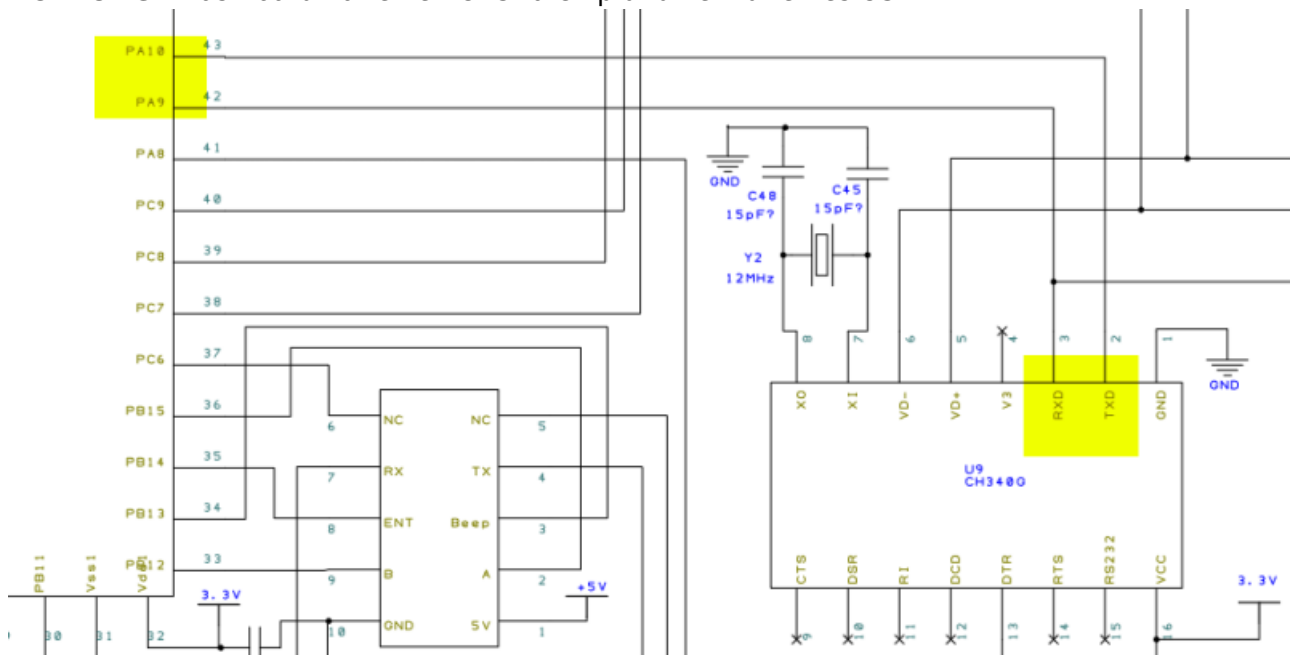 PA10 43
PA9 42
PA8 41
PC9 40
PC8 39
PC7 38
PC6 37
PB15 36
PB14 35
PB13 34
PB12 33
PB11
Vss1
Vdd1
30
31
32
3.3V
NC NC
6 5
RX TX
7 4
ENT Beep
8 3
B A
9 2
GND 5V
10 1
+5V
GND
C48
15pF?
C45
15pF?
Y2
12MHz
8 7 6 5 4 3 2 1
GND
XO XI VD- VD+ V3 RXD TXD GND
U9
CH340G
CTS DSR RI DCD DTR RTS RS232 VCC
9 10 11 12 13 14 15 16
3.3V